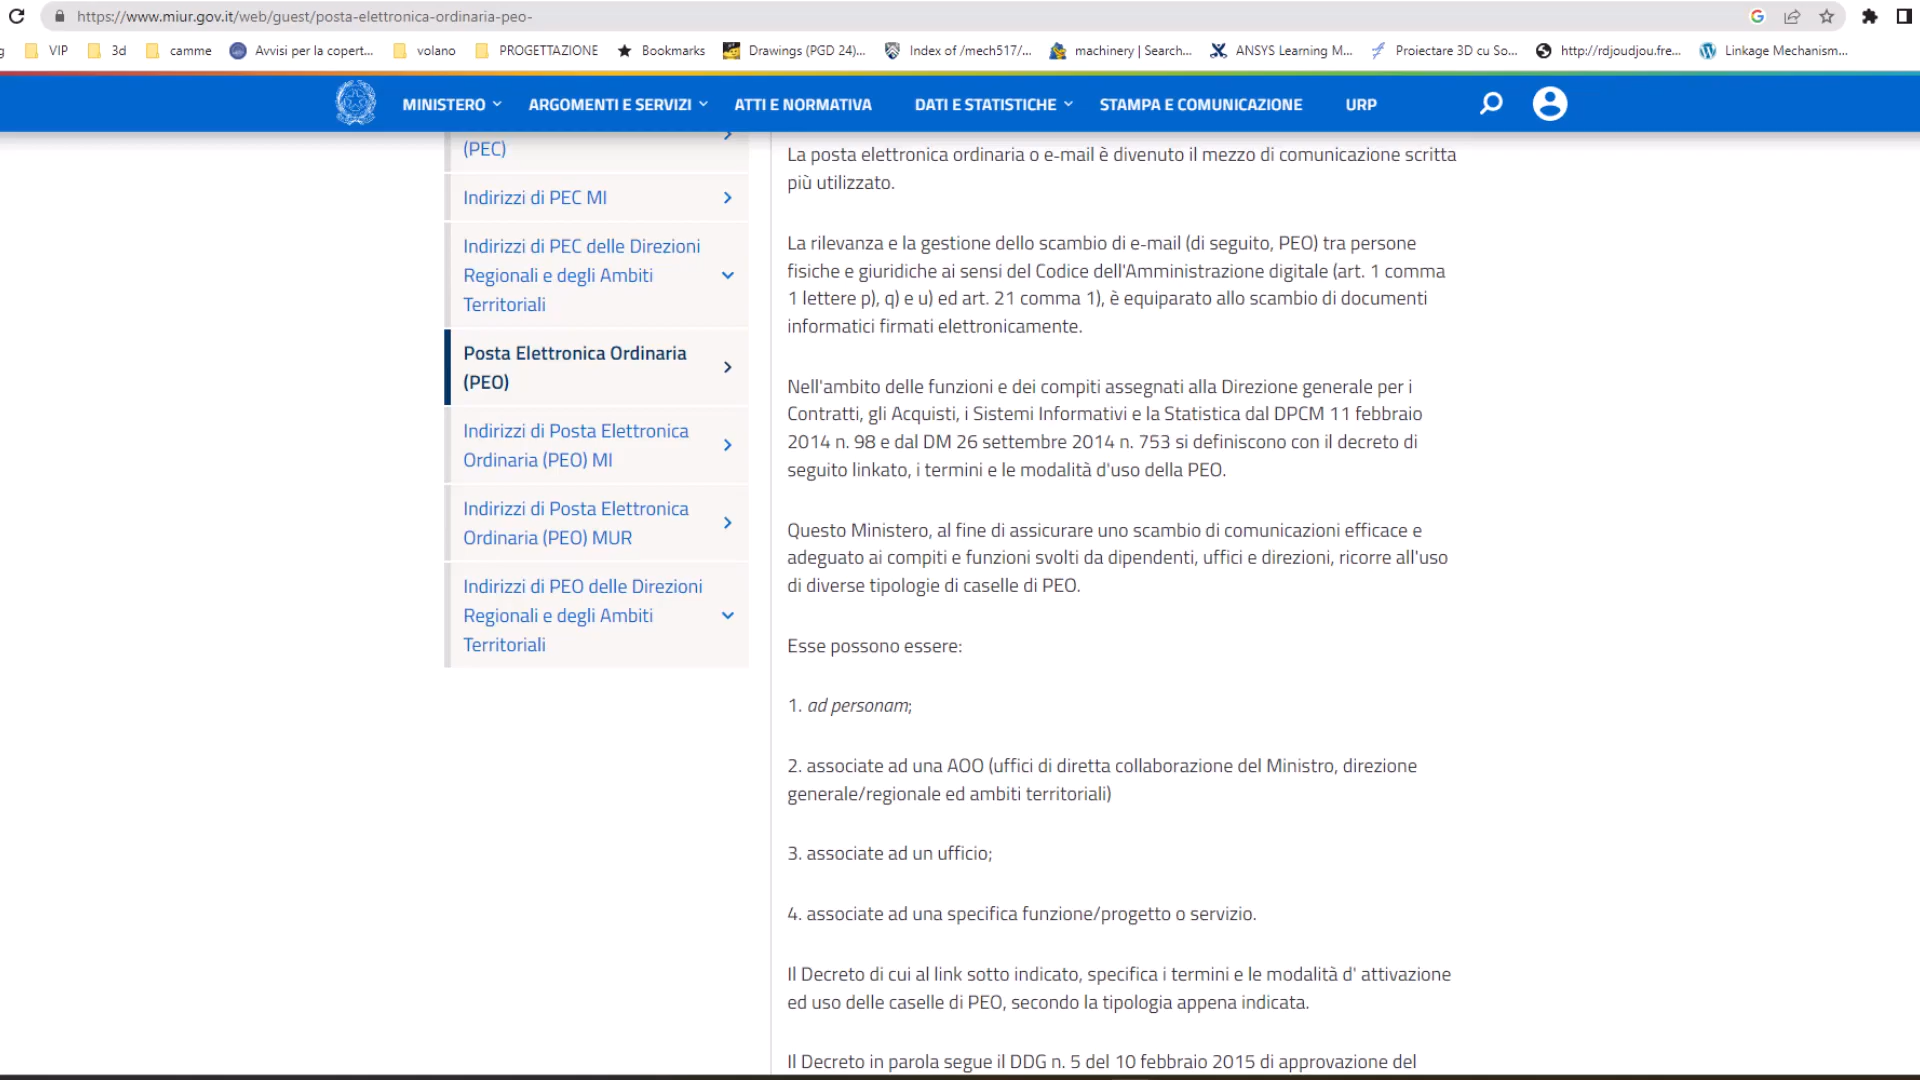 https://www.miur.gov.it/web/guest/posta-elettronica-ordinaria-peo-
VIP
3d
camme
Avvisi per la copert...
volano
PROGETTAZIONE
Bookmarks
Drawings (PGD 24)...
Index of /mech517/...
machinery | Search...
ANSYS Learning M...
Proiectare 3D cu So...
http://rdjoudjou.fre...
Linkage Mechanism...
MINISTERO
ARGOMENTI E SERVIZI
ATTI E NORMATIVA
DATI E STATISTICHE
STAMPA E COMUNICAZIONE
URP
(PEC)
Indirizzi di PEC MI
Indirizzi di PEC delle Direzioni
Regionali e degli Ambiti
Territoriali
Posta Elettronica Ordinaria
(PEO)
Indirizzi di Posta Elettronica
Ordinaria (PEO) MI
Indirizzi di Posta Elettronica
Ordinaria (PEO) MUR
Indirizzi di PEO delle Direzioni
Regionali e degli Ambiti
Territoriali
La posta elettronica ordinaria o e-mail è divenuto il mezzo di comunicazione scritta
più utilizzato.
La rilevanza e la gestione dello scambio di e-mail (di seguito, PEO) tra persone
fisiche e giuridiche ai sensi del Codice dell'Amministrazione digitale (art. 1 comma
1 lettere p), q) e u) ed art. 21 comma 1), è equiparato allo scambio di documenti
informatici firmati elettronicamente.
Nell'ambito delle funzioni e dei compiti assegnati alla Direzione generale per i
Contratti, gli Acquisti, i Sistemi Informativi e la Statistica dal DPCM 11 febbraio
2014 n. 98 e dal DM 26 settembre 2014 n. 753 si definiscono con il decreto di
seguito linkato, i termini e le modalità d'uso della PEO.
Questo Ministero, al fine di assicurare uno scambio di comunicazioni efficace e
adeguato ai compiti e funzioni svolti da dipendenti, uffici e direzioni, ricorre all'uso
di diverse tipologie di caselle di PEO.
Esse possono essere:
1. ad personam;
2. associate ad una AOO (uffici di diretta collaborazione del Ministro, direzione
generale/regionale ed ambiti territoriali)
3. associate ad un ufficio;
4. associate ad una specifica funzione/progetto o servizio.
Il Decreto di cui al link sotto indicato, specifica i termini e le modalità d' attivazione
ed uso delle caselle di PEO, secondo la tipologia appena indicata.
Il Decreto in parola segue il DDG n. 5 del 10 febbraio 2015 di approvazione del